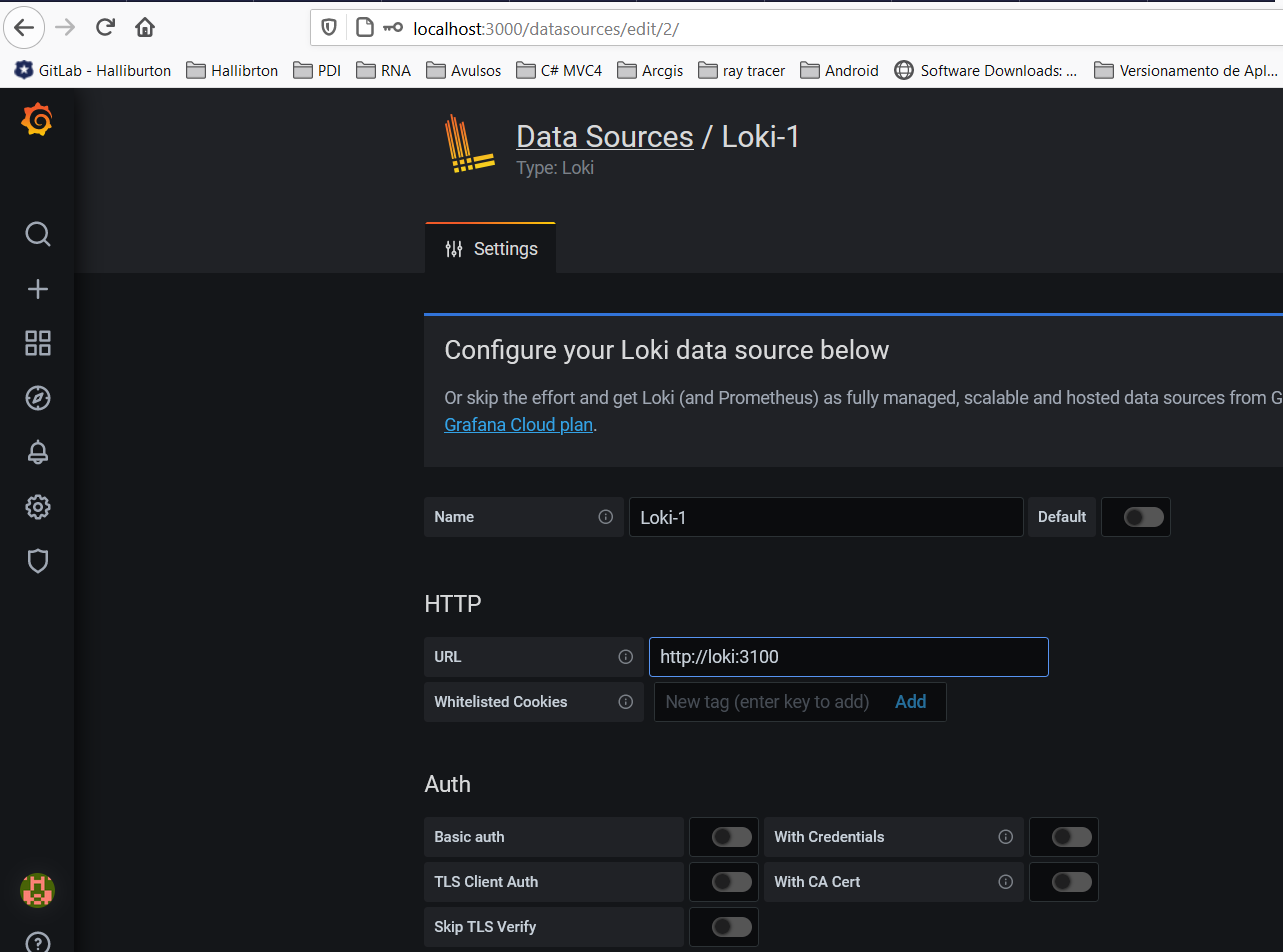 localhost:3000/datasources/edit/2/
GitLab - Halliburton Hallibrton PDI RNA Avulsos C# MVC4 Arcgis ray tracer Android Software Downloads: ... Versionamento de Apl...
Data Sources / Loki-1
Type: Loki
Settings
Configure your Loki data source below
Or skip the effort and get Loki (and Prometheus) as fully managed, scalable and hosted data sources from G
Grafana Cloud plan.
Name Loki-1 Default
HTTP
URL http://loki:3100
Whitelisted Cookies New tag (enter key to add) Add
Auth
Basic auth With Credentials
TLS Client Auth With CA Cert
Skip TLS Verify